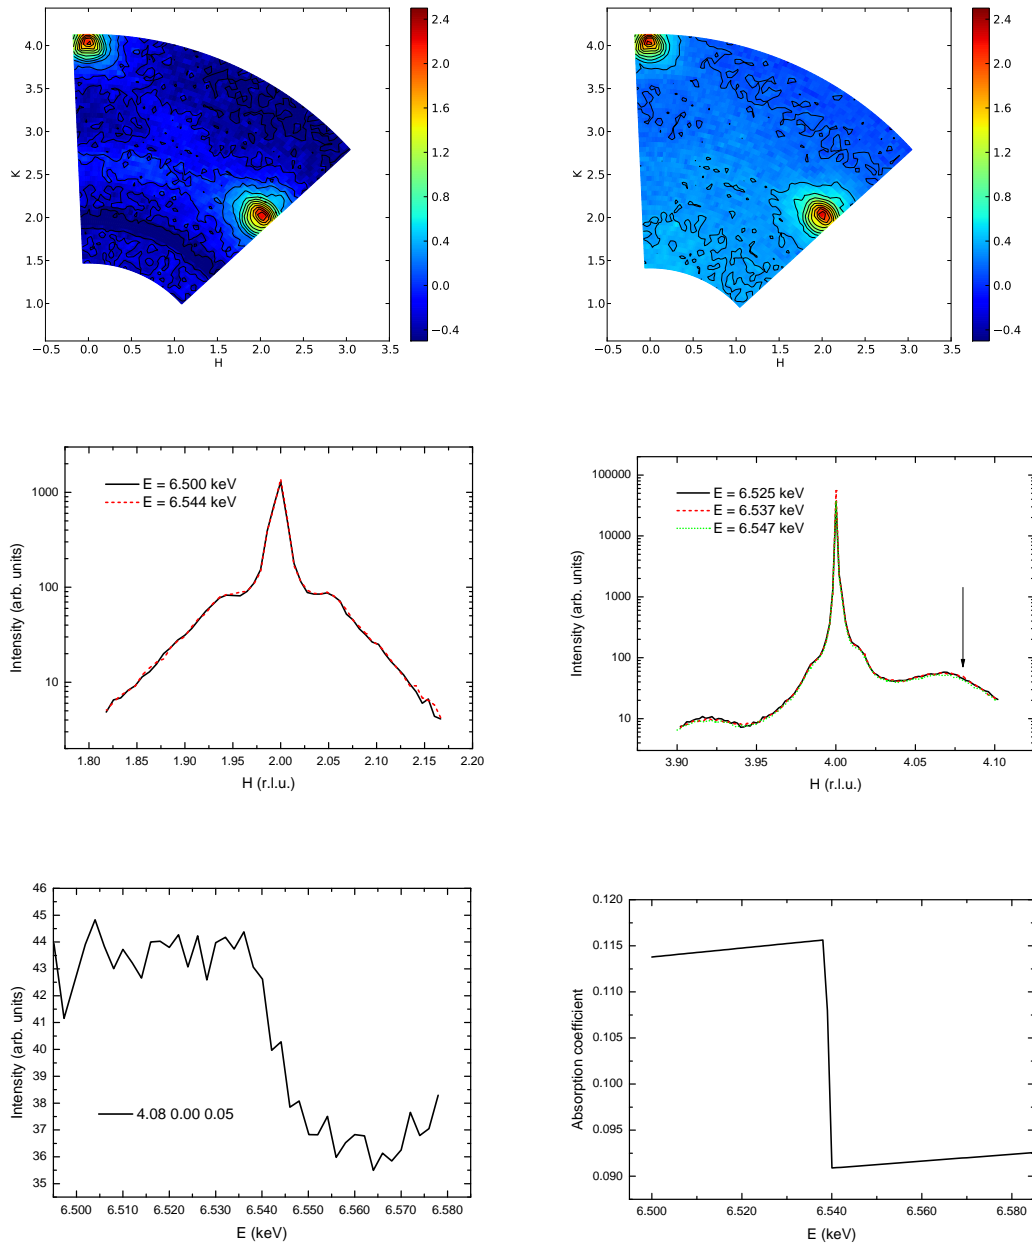 2.4
4.0
2.0
3.5
1.6
3.0
1.2
K
2.5
0.8
2.0
0.4
1.5
0.0
1.0
−0.4
−0.5 0.0 0.5 1.0 1.5 2.0 2.5 3.0 3.5
H
2.4
4.0
2.0
3.5
1.6
3.0
1.2
K
2.5
0.8
2.0
0.4
1.5
0.0
1.0
−0.4
−0.5 0.0 0.5 1.0 1.5 2.0 2.5 3.0 3.5
H
Intensity (arb. units)
1000
100
10
E = 6.500 keV
E = 6.544 keV
1.80 1.85 1.90 1.95 2.00 2.05 2.10 2.15 2.20
H (r.l.u.)
Intensity (arb. units)
100000
10000
1000
100
10
E = 6.525 keV
E = 6.537 keV
E = 6.547 keV
3.90 3.95 4.00 4.05 4.10
H (r.l.u.)
Intensity (arb. units)
46
45
44
43
42
41
40
39
38
37
36
35
4.08 0.00 0.05
6.500 6.510 6.520 6.530 6.540 6.550 6.560 6.570 6.580
E (keV)
Absorption coefficient
0.120
0.115
0.110
0.105
0.100
0.095
0.090
6.500 6.520 6.540 6.560 6.580
E (keV)